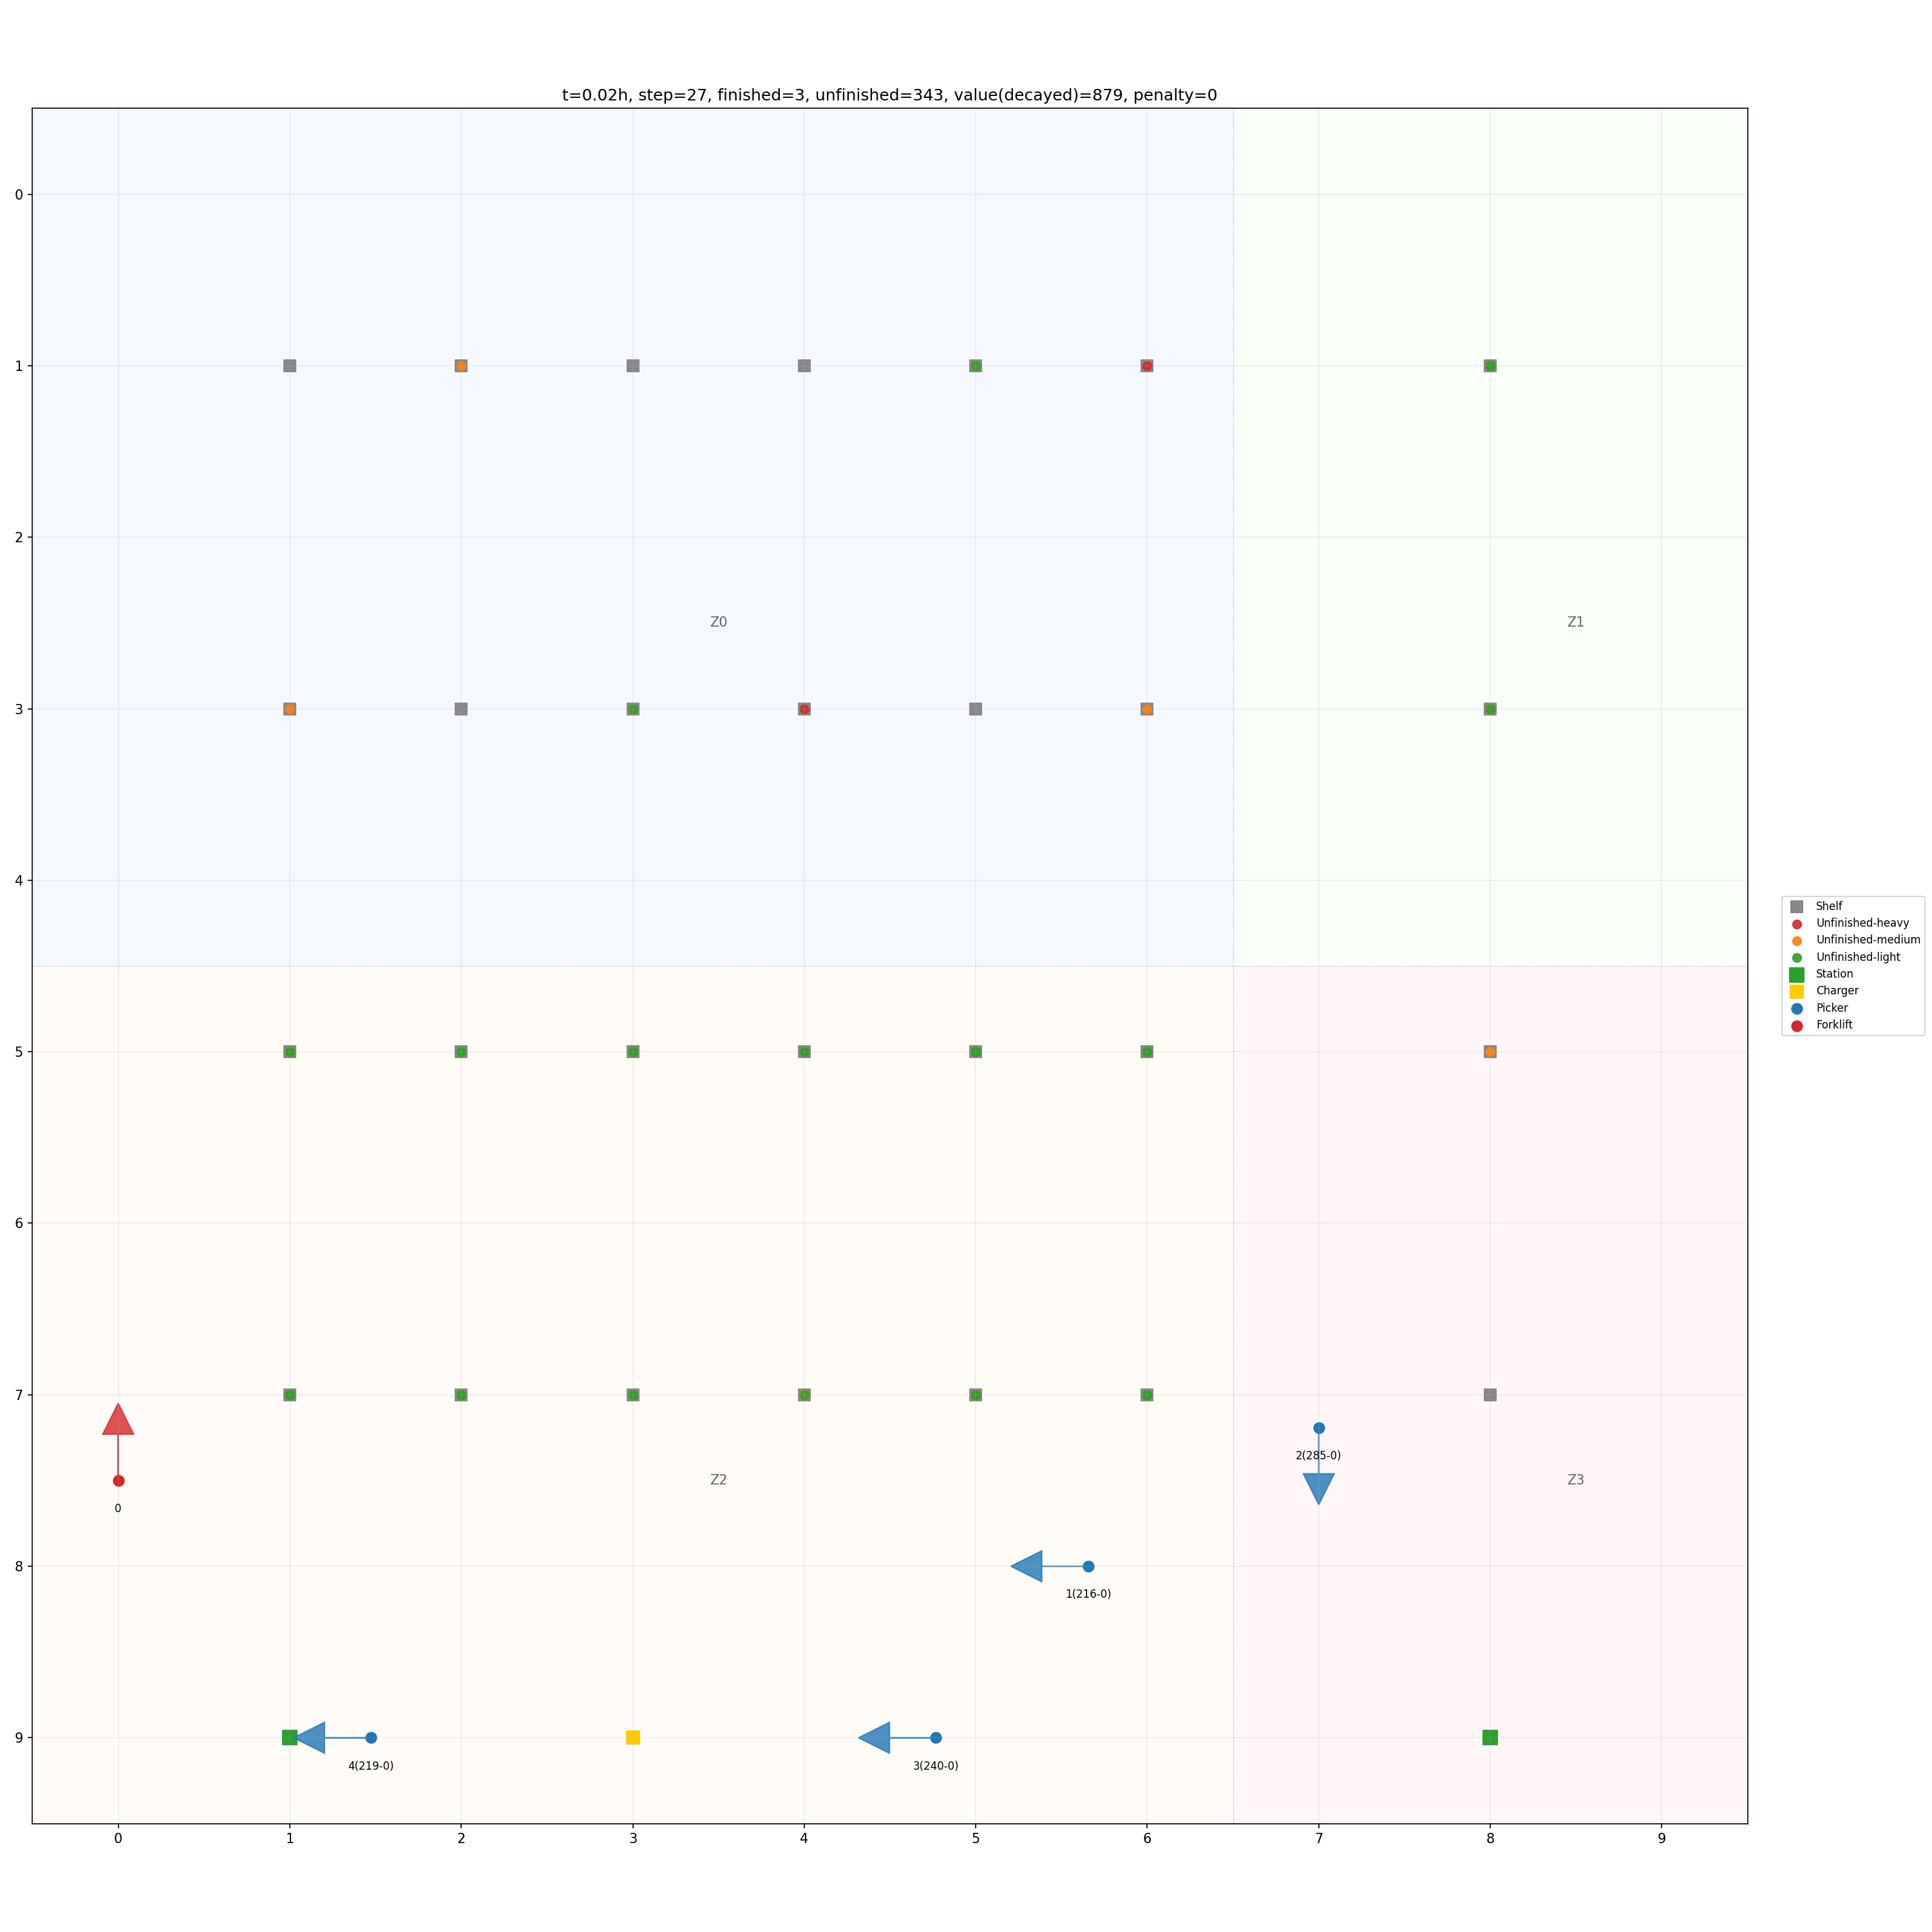 t=0.02h, step=27, finished=3, unfinished=343, value(decayed)=879, penalty=0
0
1
2
Z0
Z1
3
4
Shelf
Unfinished-heavy
Unfinished-medium
Unfinished-light
Station
Charger
Picker
Forklift
5
6
7
2(285-0)
Z2
Z3
0
8
1(216-0)
9
4(219-0)
3(240-0)
0 1 2 3 4 5 6 7 8 9